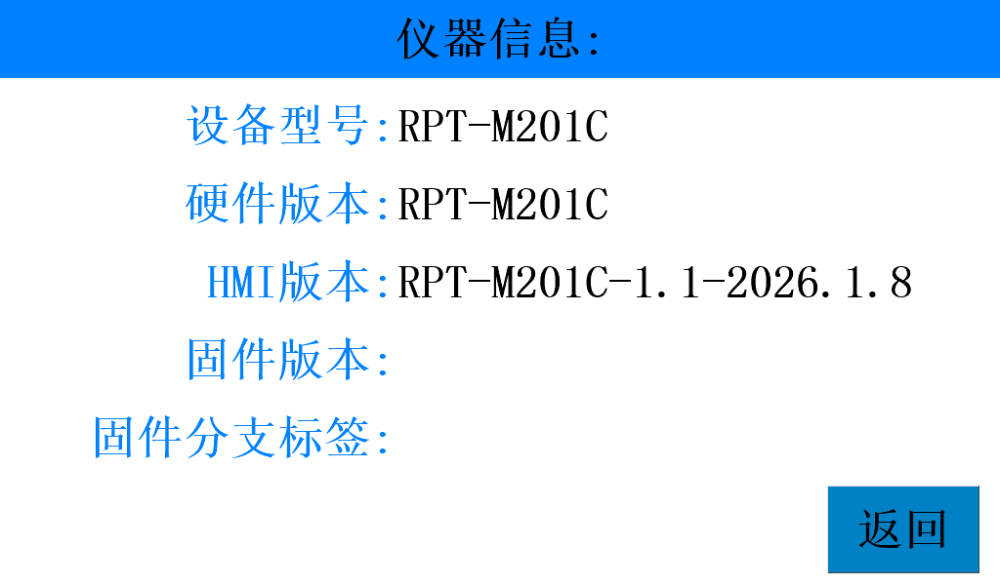 仪器信息:
设备型号:RPT-M201C
硬件版本:RPT-M201C
HMI版本:RPT-M201C-1.1-2026.1.8
固件版本:
固件分支标签:
返回